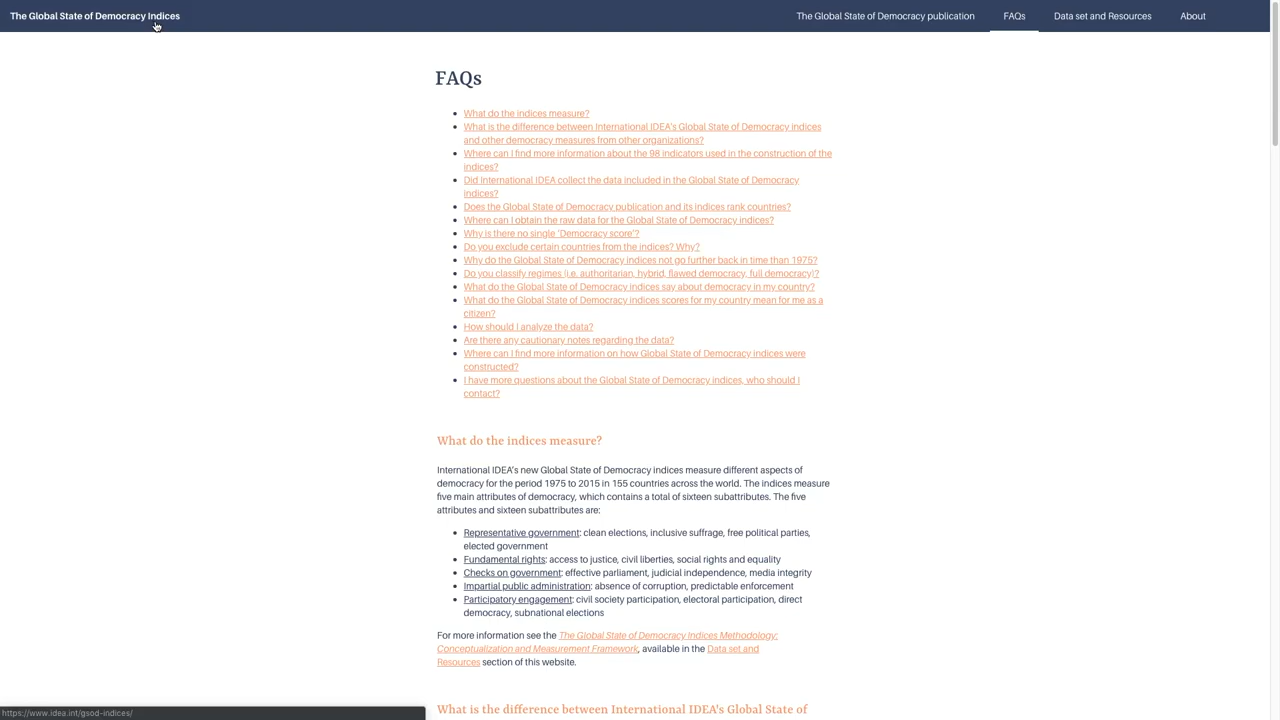 The Global State of Democracy Indices
The Global State of Democracy publication
FAQs
Data set and Resources
About
FAQs
What do the indices measure?
What is the difference between International IDEA's Global State of Democracy indices
and other democracy measures from other organizations?
Where can I find more information about the 98 indicators used in the construction of the
indices?
Did International IDEA collect the data included in the Global State of Democracy
indices?
Does the Global State of Democracy publication and its indices rank countries?
Where can I obtain the raw data for the Global State of Democracy indices?
Why is there no single 'Democracy score'?
Do you exclude certain countries from the indices? Why?
Why do the Global State of Democracy indices not go further back in time than 1975?
Do you classify regimes (i.e. authoritarian, hybrid, flawed democracy, full democracy)?
What do the Global State of Democracy indices say about democracy in my country?
What do the Global State of Democracy indices scores for my country mean for me as a
citizen?
How should I analyze the data?
Are there any cautionary notes regarding the data?
Where can I find more information on how Global State of Democracy indices were
constructed?
I have more questions about the Global State of Democracy indices, who should I
contact?
What do the indices measure?
International IDEA's new Global State of Democracy indices measure different aspects of
democracy for the period 1975 to 2015 in 155 countries across the world. The indices measure
five main attributes of democracy, which contains a total of sixteen subattributes. The five
attributes and sixteen subattributes are:
Representative government: clean elections, inclusive suffrage, free political parties,
elected government
Fundamental rights: access to justice, civil liberties, social rights and equality
Checks on government: effective parliament, judicial independence, media integrity
Impartial public administration: absence of corruption, predictable enforcement
Participatory engagement: civil society participation, electoral participation, direct
democracy, subnational elections
For more information see the The Global State of Democracy Indices Methodology:
Conceptualization and Measurement Framework, available in the Data set and
Resources section of this website.
What is the difference between International IDEA's Global State of
https://www.idea.int/gsod-indices/